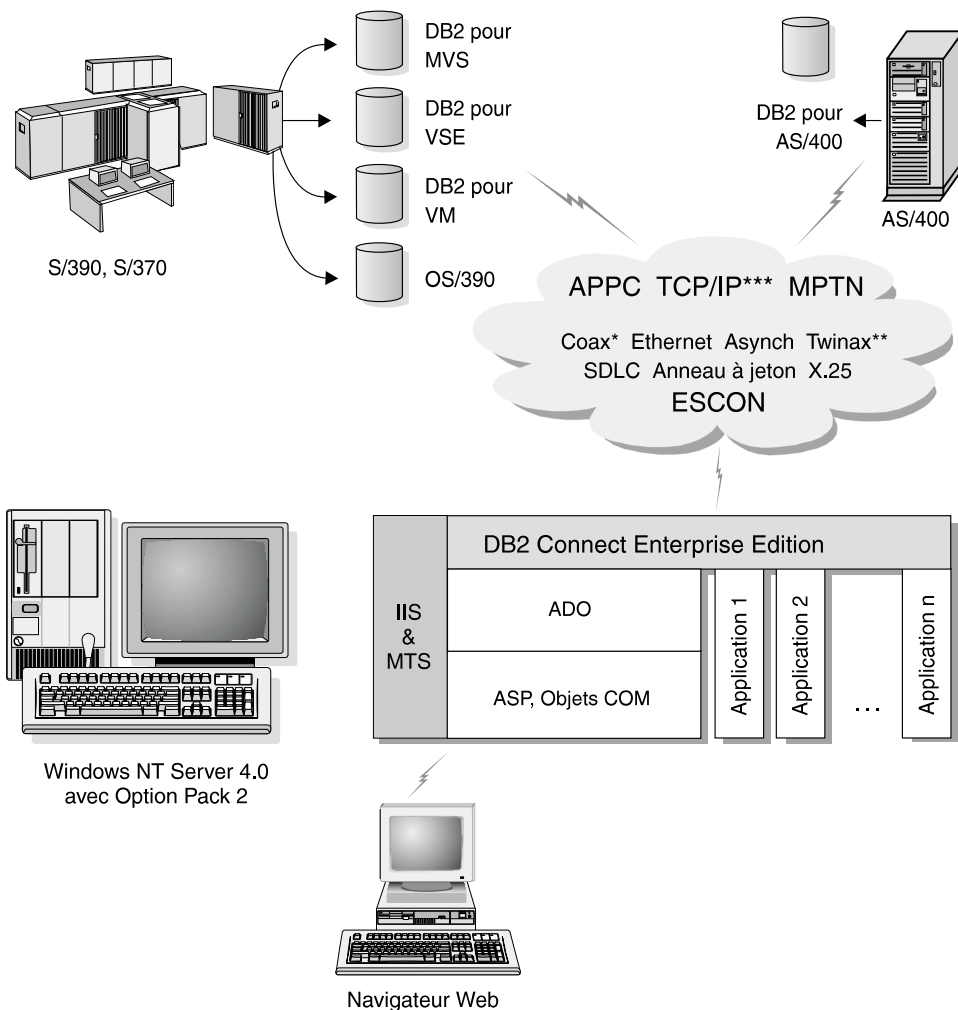 DB2 pour
MVS
DB2 pour
VSE
DB2 pour
VM
OS/390
S/390, S/370
DB2 pour
AS/400
AS/400
APPC TCP/IP*** MPTN
Coax* Ethernet Asynch Twinax**
SDLC Anneau à jeton X.25
ESCON
DB2 Connect Enterprise Edition
IIS
&
MTS
ADO
ASP, Objets COM
Application 1
Application 2
...
Application n
Windows NT Server 4.0
avec Option Pack 2
Navigateur Web